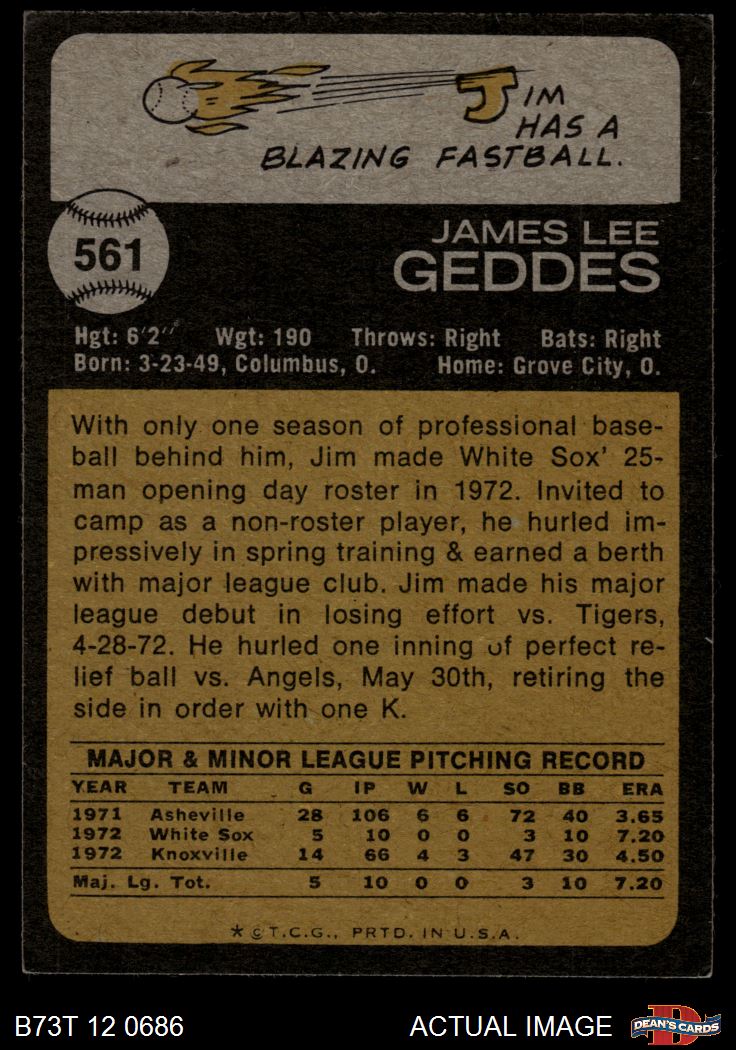 JIM
HAS A
BLAZING FASTBALL.
561
JAMES LEE
GEDDES
Hgt: 6'2" Wgt: 190 Throws: Right Bats: Right
Born: 3-23-49, Columbus, O. Home: Grove City, O.
With only one season of professional base-
ball behind him, Jim made White Sox' 25-
man opening day roster in 1972. Invited to
camp as a non-roster player, he hurled im-
pressively in spring training & earned a berth
with major league club. Jim made his major
league debut in losing effort vs. Tigers,
4-28-72. He hurled one inning of perfect re-
lief ball vs. Angels, May 30th, retiring the
side in order with one K.
MAJOR & MINOR LEAGUE PITCHING RECORD
YEAR TEAM G IP W L SO BB ERA
1971 Asheville 28 106 6 6 72 40 3.65
1972 White Sox 5 10 0 0 3 10 7.20
1972 Knoxville 14 66 4 3 47 30 4.50
Maj. Lg. Tot. 5 10 0 0 3 10 7.20
* © T.C.G., PRTD. IN U.S.A.
B73T 12 0686 ACTUAL IMAGE DEAN'S CARDS